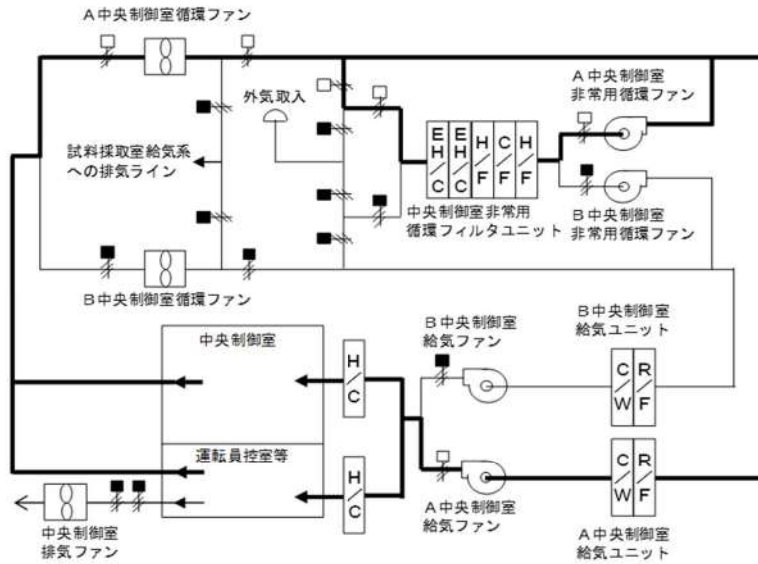 A中央制御室循環ファン
外気取入
A中央制御室
非常用循環ファン
試料採取室給気系
への排気ライン
EH/C
EH/C
H/F
C/F
H/F
中央制御室非常用
循環フィルタユニット
B中央制御室
非常用循環ファン
B中央制御室循環ファン
中央制御室
H/C
B中央制御室
給気ファン
B中央制御室
給気ユニット
C/W
R/F
運転員控室等
H/C
C/W
R/F
中央制御室
排気ファン
A中央制御室
給気ファン
A中央制御室
給気ユニット